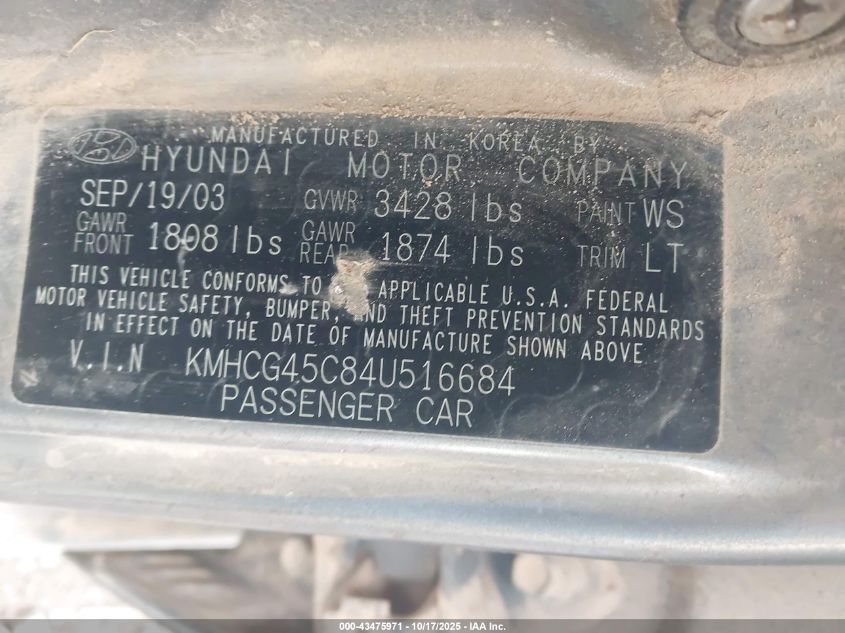 MANUFACTURED IN KOREA BY
HYUNDAI MOTOR COMPANY
SEP/19/03 GVWR 3428 lbs PAINT WS
GAWR FRONT 1808 lbs GAWR REAR 1874 lbs TRIM LT
THIS VEHICLE CONFORMS TO APPLICABLE U.S.A. FEDERAL
MOTOR VEHICLE SAFETY, BUMPER, AND THEFT PREVENTION STANDARDS
IN EFFECT ON THE DATE OF MANUFACTURE SHOWN ABOVE
V.I.N KMHCG45C84U516684
PASSENGER CAR
000-43475971 - 10/17/2025 - IAA Inc.